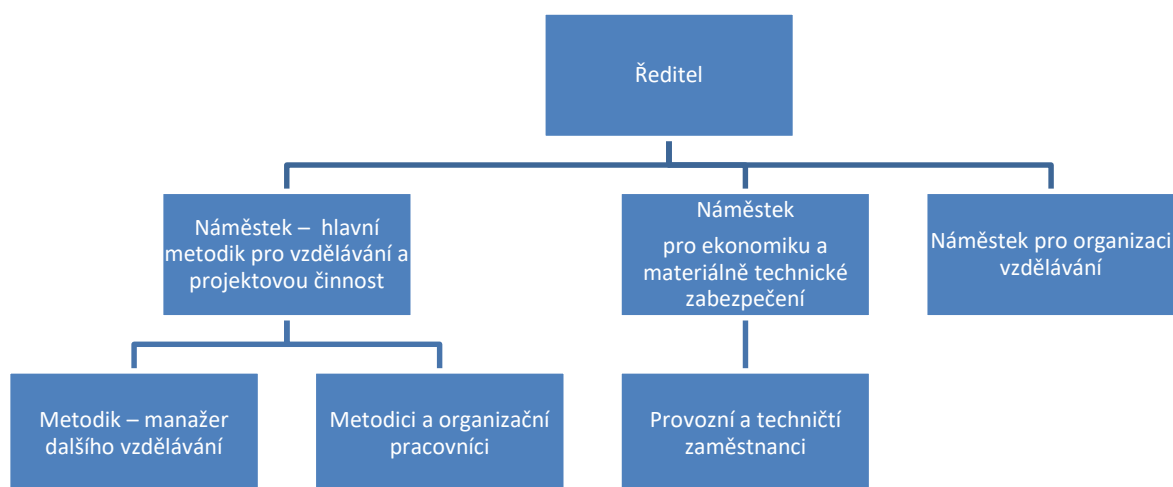 Ředitel
Náměstek – hlavní
metodik pro vzdělávání a
projektovou činnost
Náměstek
pro ekonomiku a
materiálně technické
zabezpečení
Náměstek pro organizaci
vzdělávání
Metodik – manažer
dalšího vzdělávání
Metodici a organizační
pracovníci
Provozní a techničtí
zaměstnanci